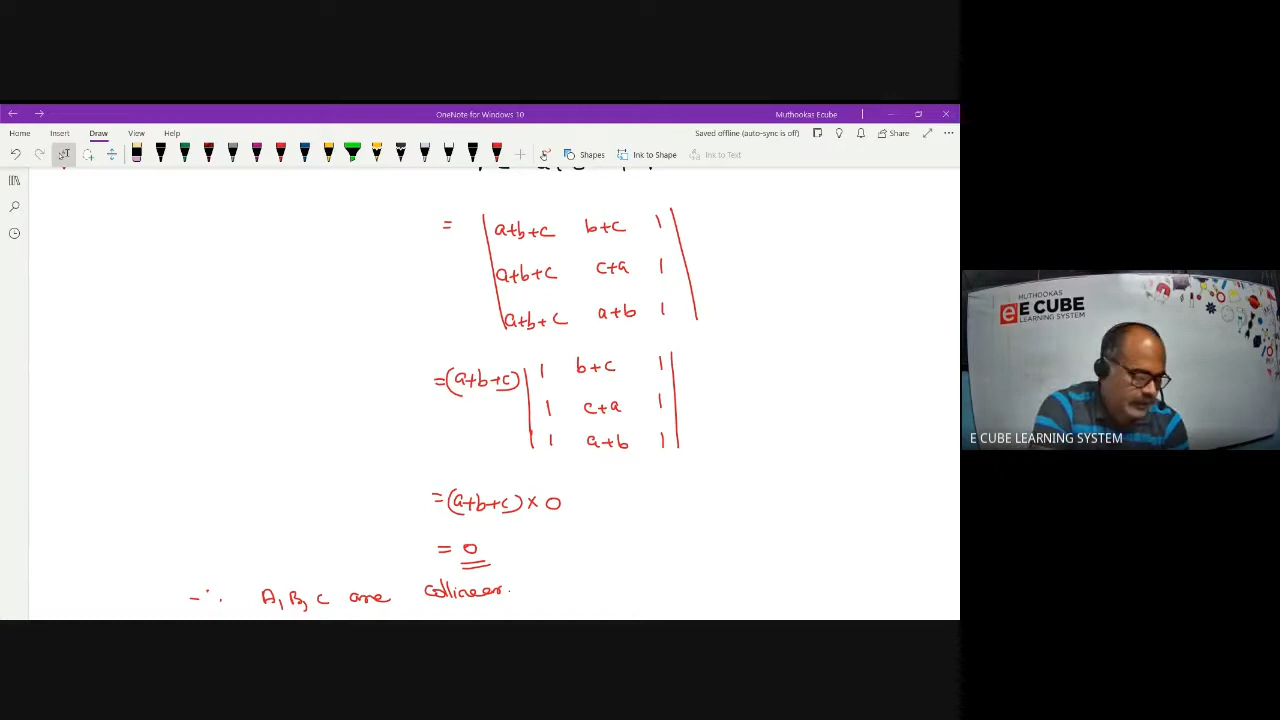 OneNote for Windows 10
Muthookas Ecube
Home Insert Draw View Help
Saved offline (auto-sync is off)
Share
Shapes
Ink to Shape
Ink to Text
= | a+b+c b+c 1 |
| a+b+c c+a 1 |
| a+b+c a+b 1 |
=(a+b+c) | 1 b+c 1 |
| 1 c+a 1 |
| 1 a+b 1 |
=(a+b+c) × 0
= 0
∴ A, B, C are collinear.
MUTHOOKAS
e E CUBE
LEARNING SYSTEM
E CUBE LEARNING SYSTEM